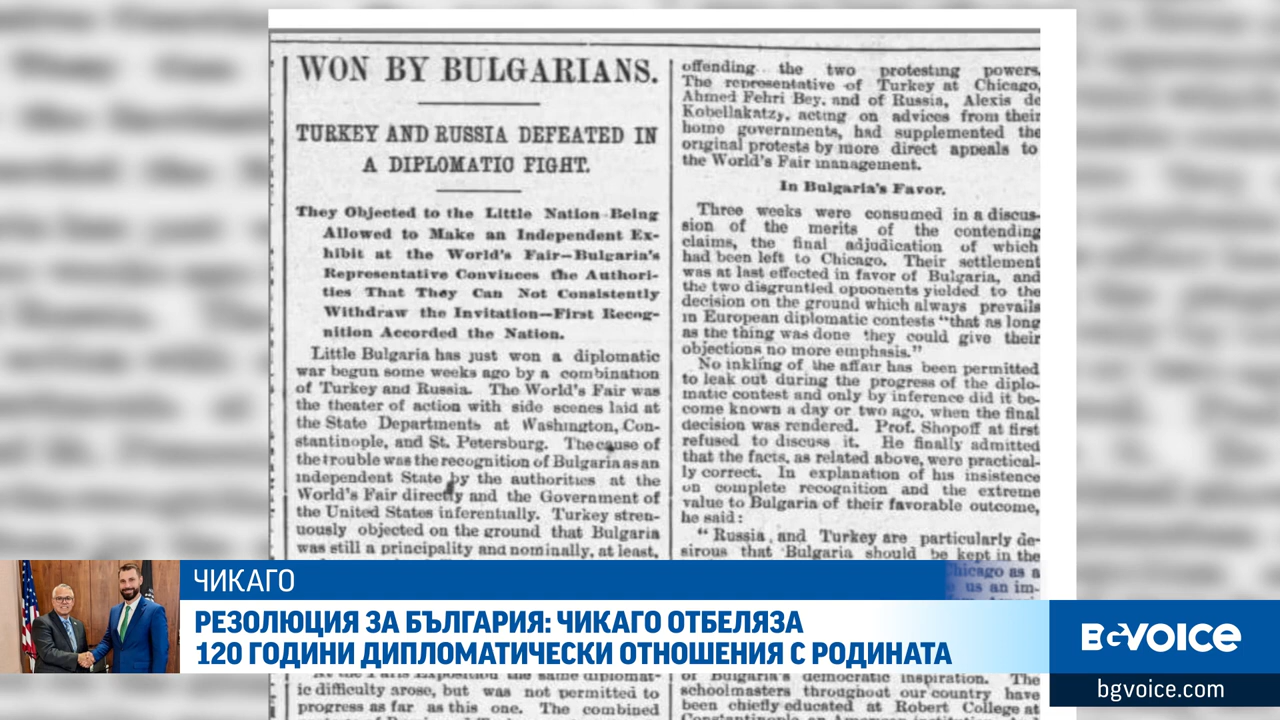 WON BY BULGARIANS.
TURKEY AND RUSSIA DEFEATED IN
A DIPLOMATIC FIGHT.
They Objected to the Little Nation Being
Allowed to Make an Independent Ex-
hibit at the World's Fair—Bulgaria's
Representative Convinces the Authori-
ties That They Can Not Consistently
Withdraw the Invitation—First Recog-
nition Accorded the Nation.
Little Bulgaria has just won a diplomatic
war begun some weeks ago by a combination
of Turkey and Russia. The World's Fair was
the theater of action with side scenes laid at
the State Departments at Washington, Con-
stantinople, and St. Petersburg. The cause of
the trouble was the recognition of Bulgaria as an
independent State by the authorities at the
World's Fair directly and the Government of
the United States inferentially. Turkey stren-
uously objected on the ground that Bulgaria
was still a principality and nominally, at least,
At the Paris Exposition the same diplomat-
ic difficulty arose, but was not permitted to
progress as far as this one. The combined
offending the two protesting powers.
The representative of Turkey at Chicago,
Ahmed Fehri Bey, and of Russia, Alexis de
Kobellakatzy, acting on advices from their
home governments, had supplemented the
original protests by more direct appeals to
the World's Fair management.
In Bulgaria's Favor.
Three weeks were consumed in a discus-
sion of the merits of the contending
claims, the final adjudication of which
had been left to Chicago. Their settlement
was at last effected in favor of Bulgaria, and
the two disgruntled opponents yielded to the
decision on the ground which always prevails
in European diplomatic contests "that as long
as the thing was done they could give their
objections no more emphasis."
No inkling of the affair has been permitted
to leak out during the progress of the diplo-
matic contest and only by inference did it be-
come known a day or two ago, when the final
decision was rendered. Prof. Shopoff at first
refused to discuss it. He finally admitted
that the facts, as related above, were practical-
ly correct. In explanation of his insistence
on complete recognition and the extreme
value to Bulgaria of their favorable outcome,
he said:
"Russia and Turkey are particularly de-
sirous that Bulgaria should be kept in the
Chicago as a
us an im-
of Bulgaria's democratic inspiration. The
schoolmasters throughout our country have
been chiefly educated at Robert College at
ЧИКАГО
РЕЗОЛЮЦИЯ ЗА БЪЛГАРИЯ: ЧИКАГО ОТБЕЛЯЗА
120 ГОДИНИ ДИПЛОМАТИЧЕСКИ ОТНОШЕНИЯ С РОДИНАТА
BGVOICE
bgvoice.com